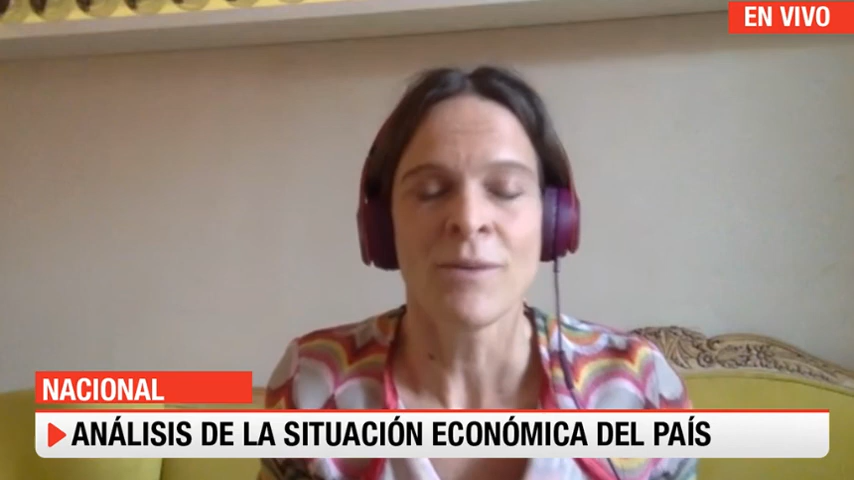 EN VIVO
NACIONAL
ANÁLISIS DE LA SITUACIÓN ECONÓMICA DEL PAÍS